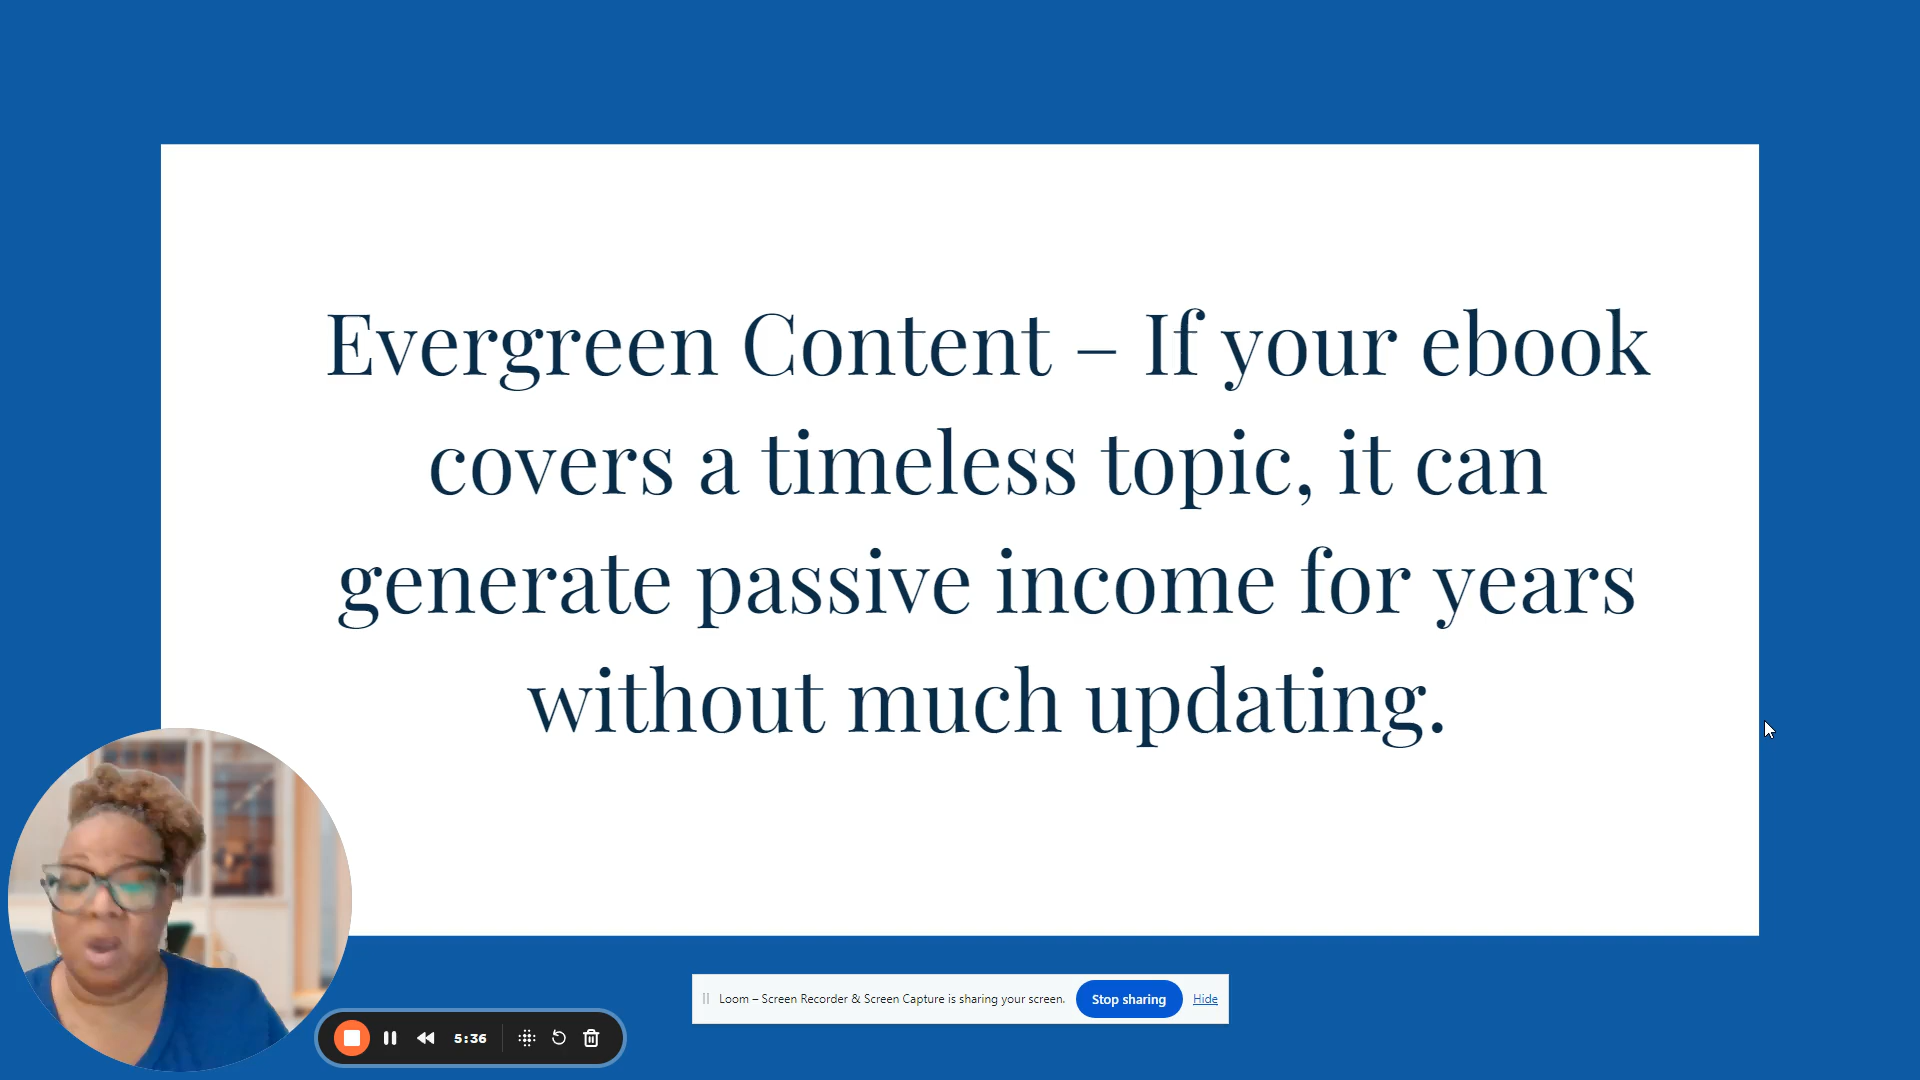 Evergreen Content – If your ebook
covers a timeless topic, it can
generate passive income for years
without much updating.
Loom – Screen Recorder & Screen Capture is sharing your screen.
Stop sharing
Hide
5:36